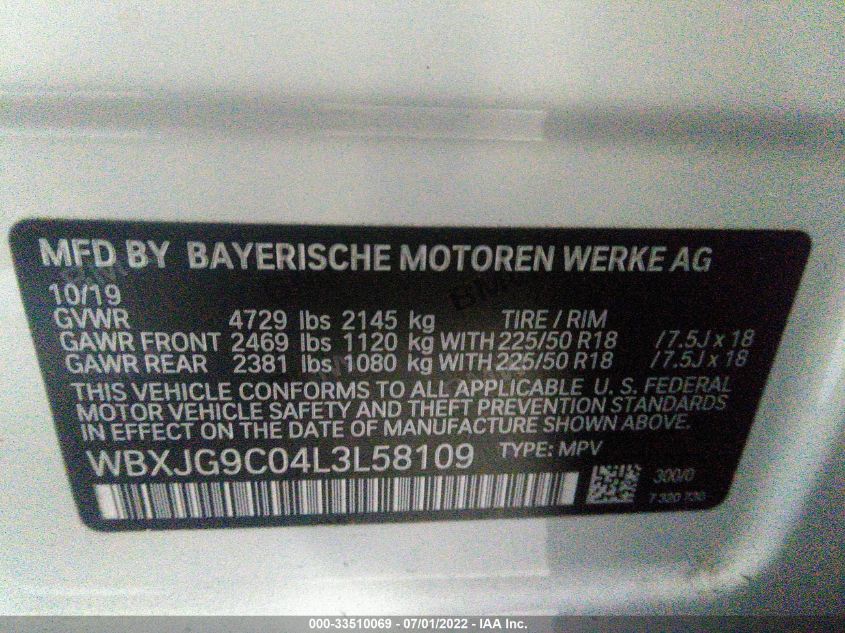 MFD BY BAYERISCHE MOTOREN WERKE AG
10/19
GVWR 4729 lbs 2145 kg TIRE / RIM
GAWR FRONT 2469 lbs 1120 kg WITH 225/50 R18 / 7.5J x 18
GAWR REAR 2381 lbs 1080 kg WITH 225/50 R18 / 7.5J x 18
THIS VEHICLE CONFORMS TO ALL APPLICABLE U. S. FEDERAL
MOTOR VEHICLE SAFETY AND THEFT PREVENTION STANDARDS
IN EFFECT ON THE DATE OF MANUFACTURE SHOWN ABOVE.
WBXJG9C04L3L58109 TYPE: MPV
300/0
7 320 730
000-33510069 - 07/01/2022 - IAA Inc.